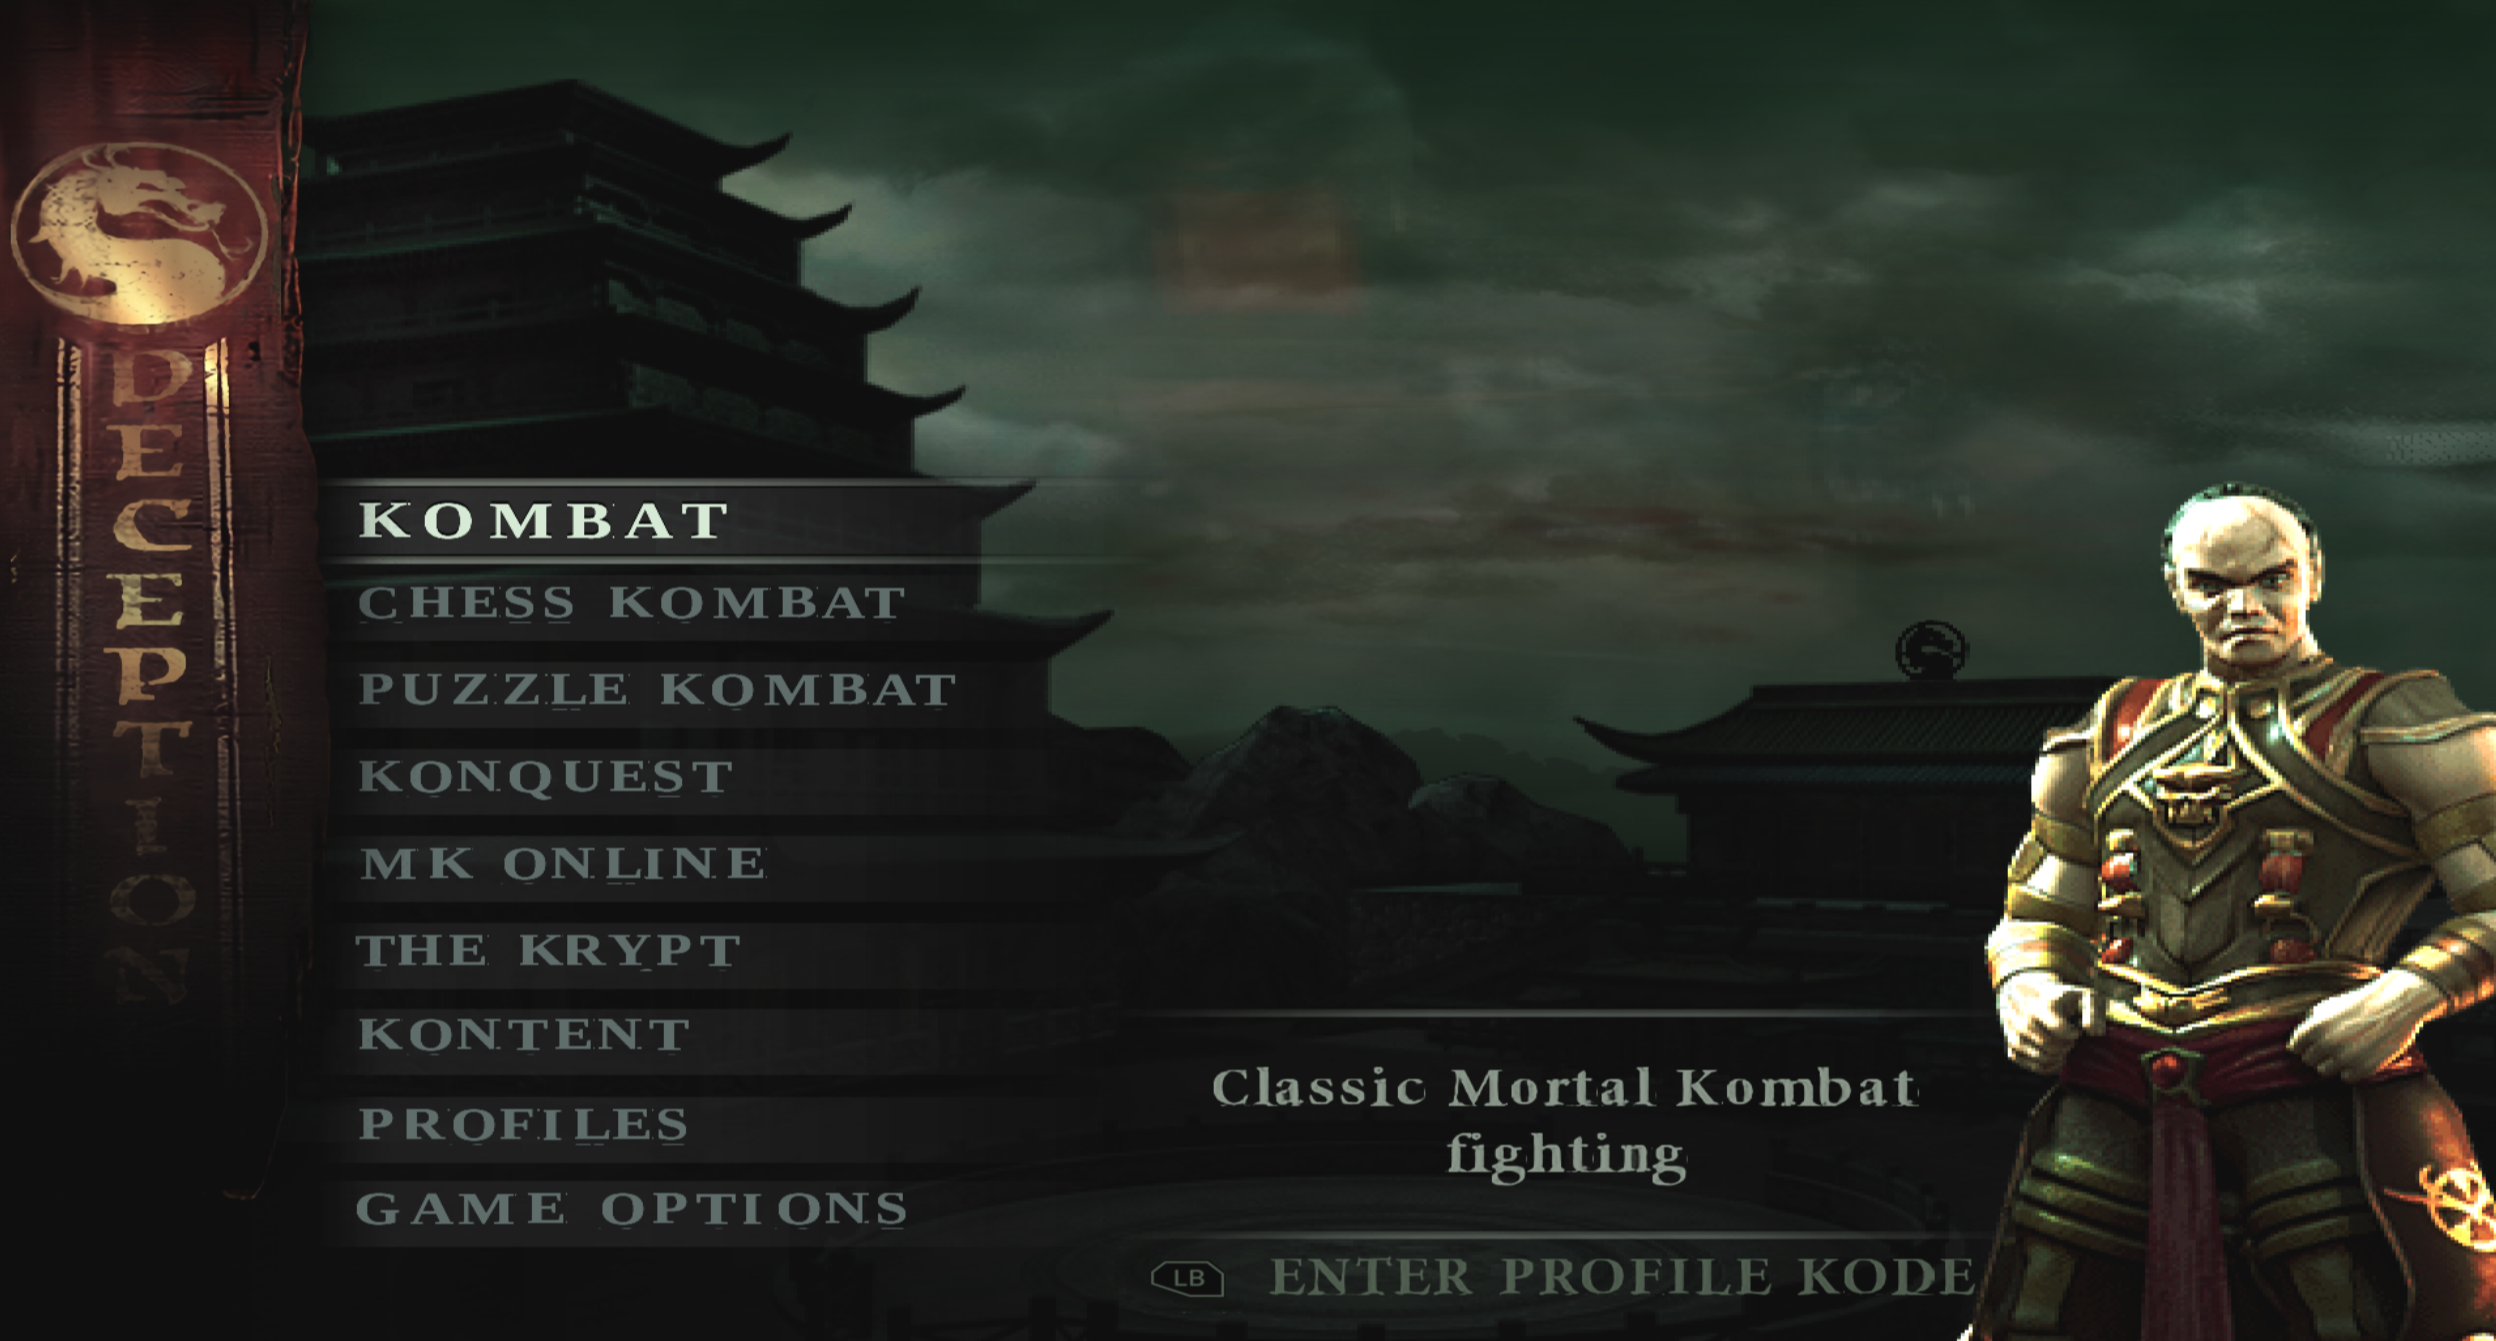 DECEPTION
KOMBAT
CHESS KOMBAT
PUZZLE KOMBAT
KONQUEST
MK ONLINE
THE KRYPT
KONTENT
PROFILES
GAME OPTIONS
Classic Mortal Kombat
fighting
LB ENTER PROFILE KODE